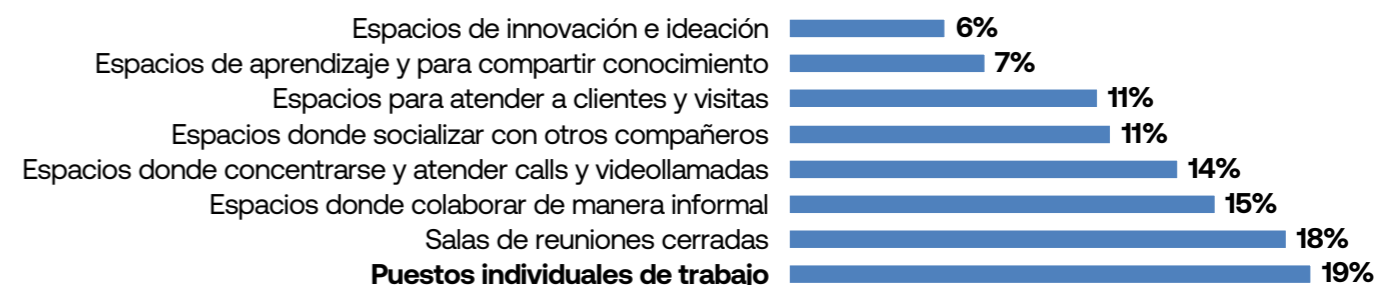 Espacios de innovación e ideación 6%
Espacios de aprendizaje y para compartir conocimiento 7%
Espacios para atender a clientes y visitas 11%
Espacios donde socializar con otros compañeros 11%
Espacios donde concentrarse y atender calls y videollamadas 14%
Espacios donde colaborar de manera informal 15%
Salas de reuniones cerradas 18%
Puestos individuales de trabajo 19%